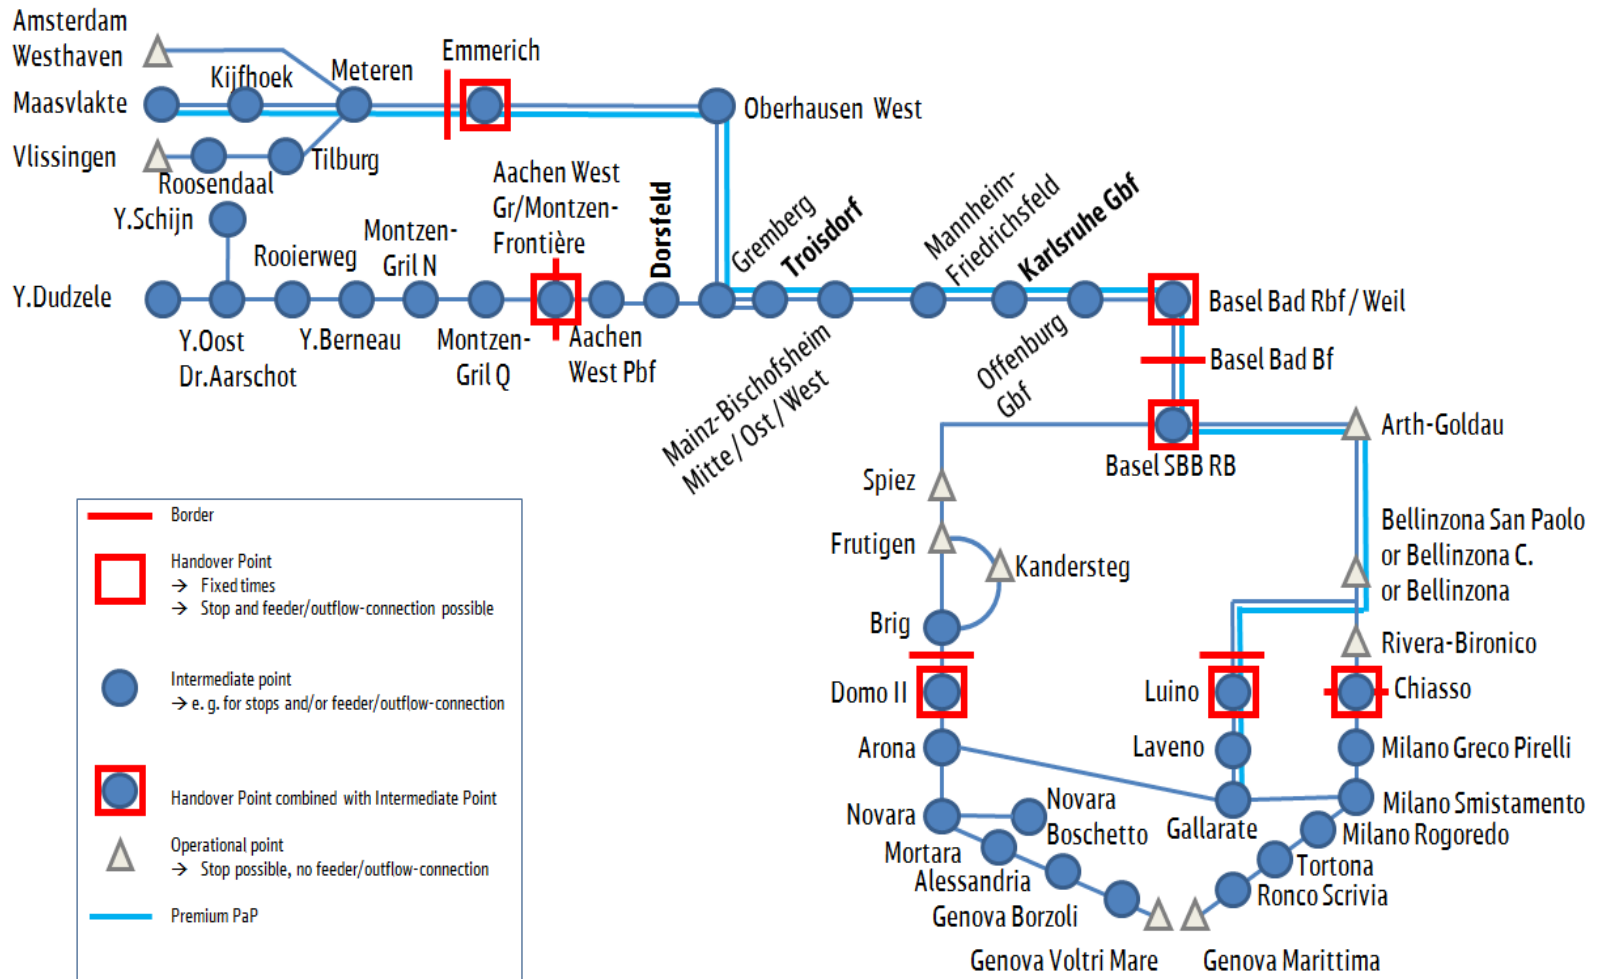 Amsterdam
Westhaven
Emmerich
Kijfhoek
Meteren
Maasvlakte
Oberhausen West
Vlissingen
Tilburg
Roosendaal
Aachen West
Gr/Montzen-
Frontière
Dorsfeld
Gremberg
Troisdorf
Mannheim-
Friedrichsfeld
Karlsruhe Gbf
Y.Schijn
Rooierweg
Montzen-
Gril N
Y.Dudzele
Basel Bad Rbf / Weil
Y.Oost
Dr.Aarschot
Y.Berneau
Montzen-
Gril Q
Aachen
West Pbf
Mainz-Bischofsheim
Mitte / Ost / West
Offenburg
Gbf
Basel Bad Bf
Arth-Goldau
Basel SBB RB
Spiez
Frutigen
Kandersteg
Bellinzona San Paolo
or Bellinzona C.
or Bellinzona
Brig
Rivera-Bironico
Domo II
Luino
Chiasso
Arona
Laveno
Milano Greco Pirelli
Novara
Novara
Boschetto
Gallarate
Milano Smistamento
Milano Rogoredo
Mortara
Tortona
Alessandria
Ronco Scrivia
Genova Borzoli
Genova Voltri Mare
Genova Marittima
Border
Handover Point
→ Fixed times
→ Stop and feeder/outflow-connection possible
Intermediate point
→ e. g. for stops and/or feeder/outflow-connection
Handover Point combined with Intermediate Point
Operational point
→ Stop possible, no feeder/outflow-connection
Premium PaP